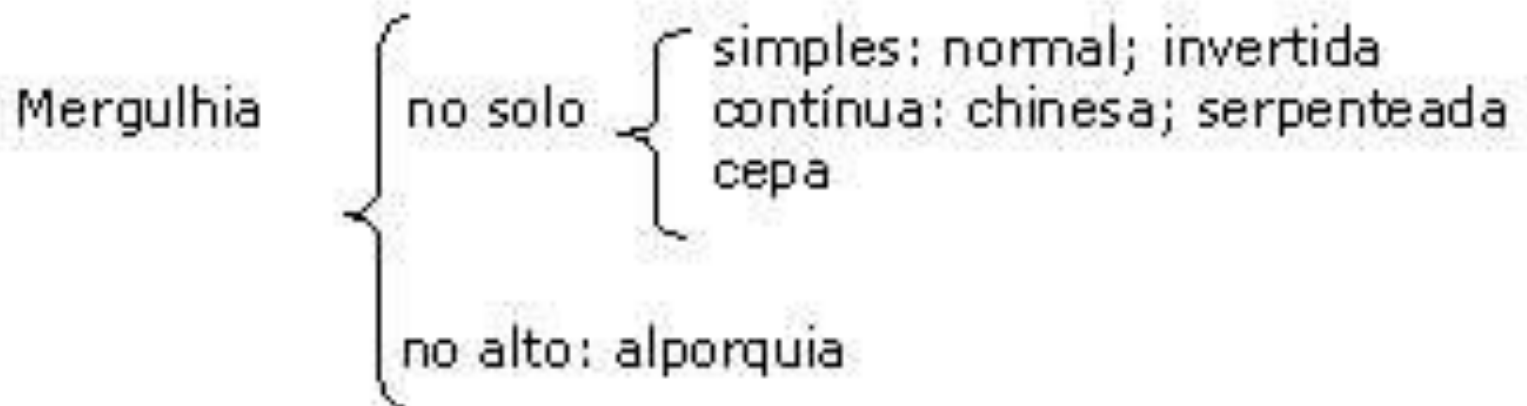 simples: normal; invertida
Mergulhia no solo contínua: chinesa; serpenteada
cepa
no alto: alporquia